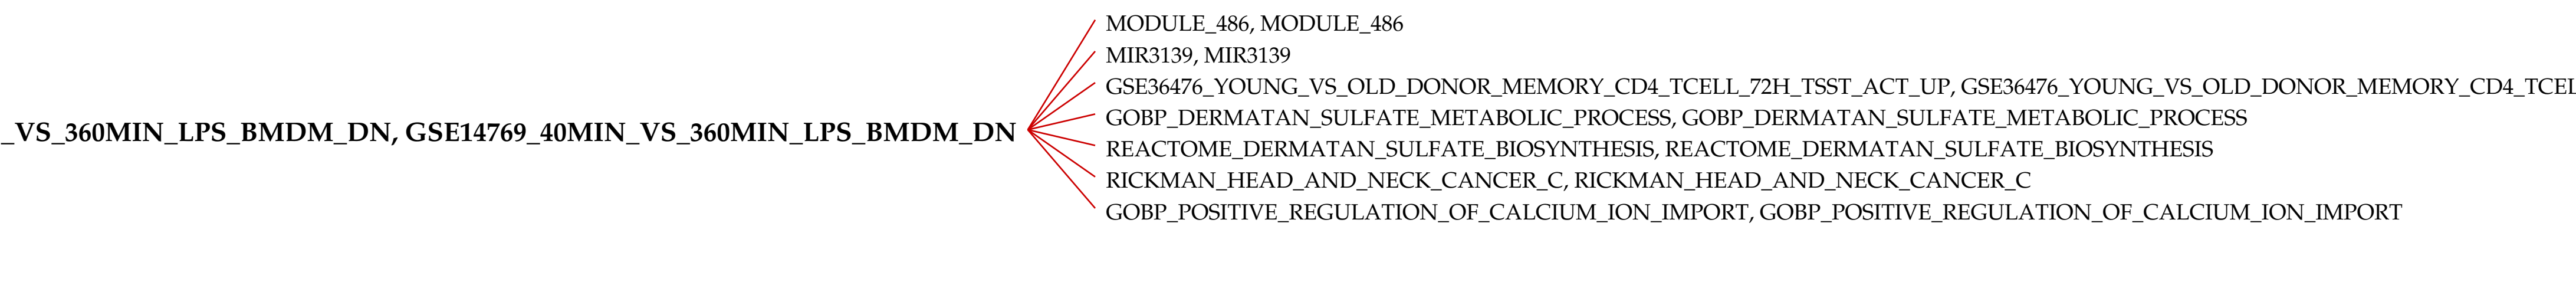 MODULE_486, MODULE_486
MIR3139, MIR3139
GSE36476_YOUNG_VS_OLD_DONOR_MEMORY_CD4_TCELL_72H_TSST_ACT_UP, GSE36476_YOUNG_VS_OLD_DONOR_MEMORY_CD4_TCEL
GOBP_DERMATAN_SULFATE_METABOLIC_PROCESS, GOBP_DERMATAN_SULFATE_METABOLIC_PROCESS
_VS_360MIN_LPS_BMDM_DN, GSE14769_40MIN_VS_360MIN_LPS_BMDM_DN
REACTOME_DERMATAN_SULFATE_BIOSYNTHESIS, REACTOME_DERMATAN_SULFATE_BIOSYNTHESIS
RICKMAN_HEAD_AND_NECK_CANCER_C, RICKMAN_HEAD_AND_NECK_CANCER_C
GOBP_POSITIVE_REGULATION_OF_CALCIUM_ION_IMPORT, GOBP_POSITIVE_REGULATION_OF_CALCIUM_ION_IMPORT